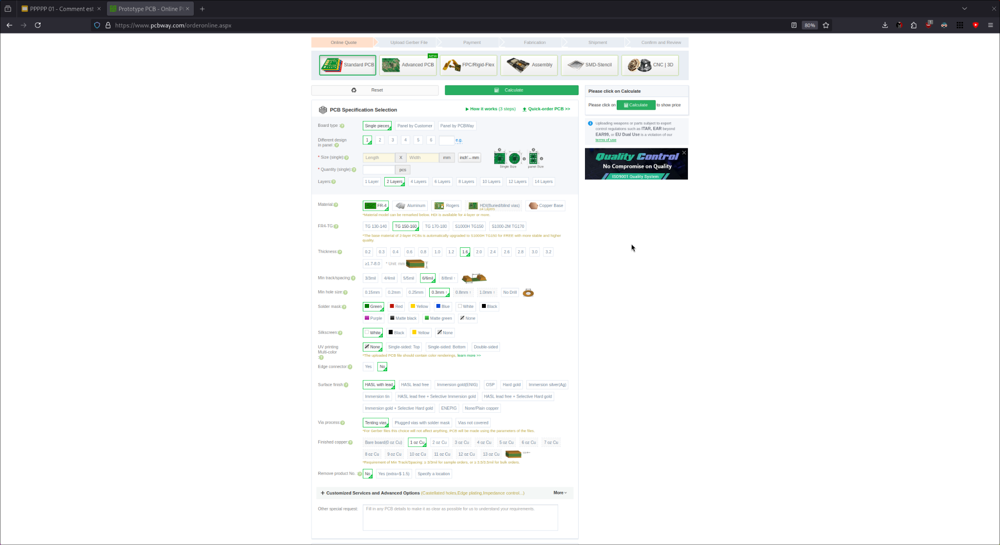 PPPPP 01 - Comment est
Prototype PCB - Online P
https://www.pcbway.com/orderonline.aspx
80%
1
Online Quote
Upload Gerber File
Payment
Fabrication
Shipment
Confirm and Review
NEW
Standard PCB
Advanced PCB
FPC/Rigid-Flex
Assembly
SMD-Stencil
CNC | 3D
Reset
Calculate
PCB Specification Selection
How it works (3 steps)
Quick-order PCB >>
Board type :
Single pieces
Panel by Customer
Panel by PCBWay
Different design
in panel :
1
2
3
4
5
6
e.g.
* Size (single):
Length
X
Width
mm
inch↔mm
X
Y
X
Y
Single Size
panel Size
* Quantity (single):
pcs
Layers:
1 Layer
2 Layers
4 Layers
6 Layers
8 Layers
10 Layers
12 Layers
14 Layers
Material:
FR-4
Aluminum
Rogers
HDI(Buried/blind vias)
≥4 Layers
Copper Base
*Material model can be remarked below. HDI is available for 4-layer or more.
FR4-TG:
TG 130-140
TG 150-160
TG 170-180
S1000H TG150
S1000-2M TG170
*The base material of 2-layer PCBs is automatically upgraded to S1000H TG150 for FREE with more stable and higher
quality.
Thickness:
0.2
0.3
0.4
0.6
0.8
1.0
1.2
1.6
2.0
2.4
2.6
2.8
3.0
3.2
≥1.7-8.0
* Unit: mm
Min track/spacing:
3/3mil
4/4mil
5/5mil
6/6mil
8/8mil ↑
Min hole size:
0.15mm
0.2mm
0.25mm
0.3mm ↑
0.8mm ↑
1.0mm ↑
No Drill
Solder mask:
Green
Red
Yellow
Blue
White
Black
Purple
Matte black
Matte green
None
Silkscreen:
White
Black
Yellow
None
UV printing
Multi-color
:
None
Single-sided: Top
Single-sided: Bottom
Double-sided
*The uploaded PCB file should contain color renderings. learn more >>
Edge connector:
Yes
No
Surface finish:
HASL with lead
HASL lead free
Immersion gold(ENIG)
OSP
Hard gold
Immersion silver(Ag)
Immersion tin
HASL lead free + Selective Immersion gold
HASL lead free + Selective Hard gold
Immersion gold + Selective Hard gold
ENEPIG
None/Plain copper
Via process:
Tenting vias
Plugged vias with solder mask
Vias not covered
*For Gerber files this choice will not affect anything, PCB will be made using the parameters of the files.
Finished copper:
Bare board(0 oz Cu)
1 oz Cu
2 oz Cu
3 oz Cu
4 oz Cu
5 oz Cu
6 oz Cu
7 oz Cu
8 oz Cu
9 oz Cu
10 oz Cu
11 oz Cu
12 oz Cu
13 oz Cu
*Requirement of Min Track/Spacing: ≥ 3/3mil for sample orders, or ≥ 3.5/3.5mil for bulk orders.
Remove product No. :
No
Yes (extra+$ 1.5)
Specify a location
+ Customized Services and Advanced Options (Castellated holes,Edge plating,Impedance control...)
More
Other special request:
Fill in any PCB details to make it as clear as possible for us to understand your requirements.
Please click on Calculate
Please click on
Calculate
to show price
Uploading weapons or parts subject to export
control regulations such as ITAR, EAR beyond
EAR99, or EU Dual Use is a violation of our
terms of use
Quality Control
No Compromise on Quality
ISO9001 Quality System